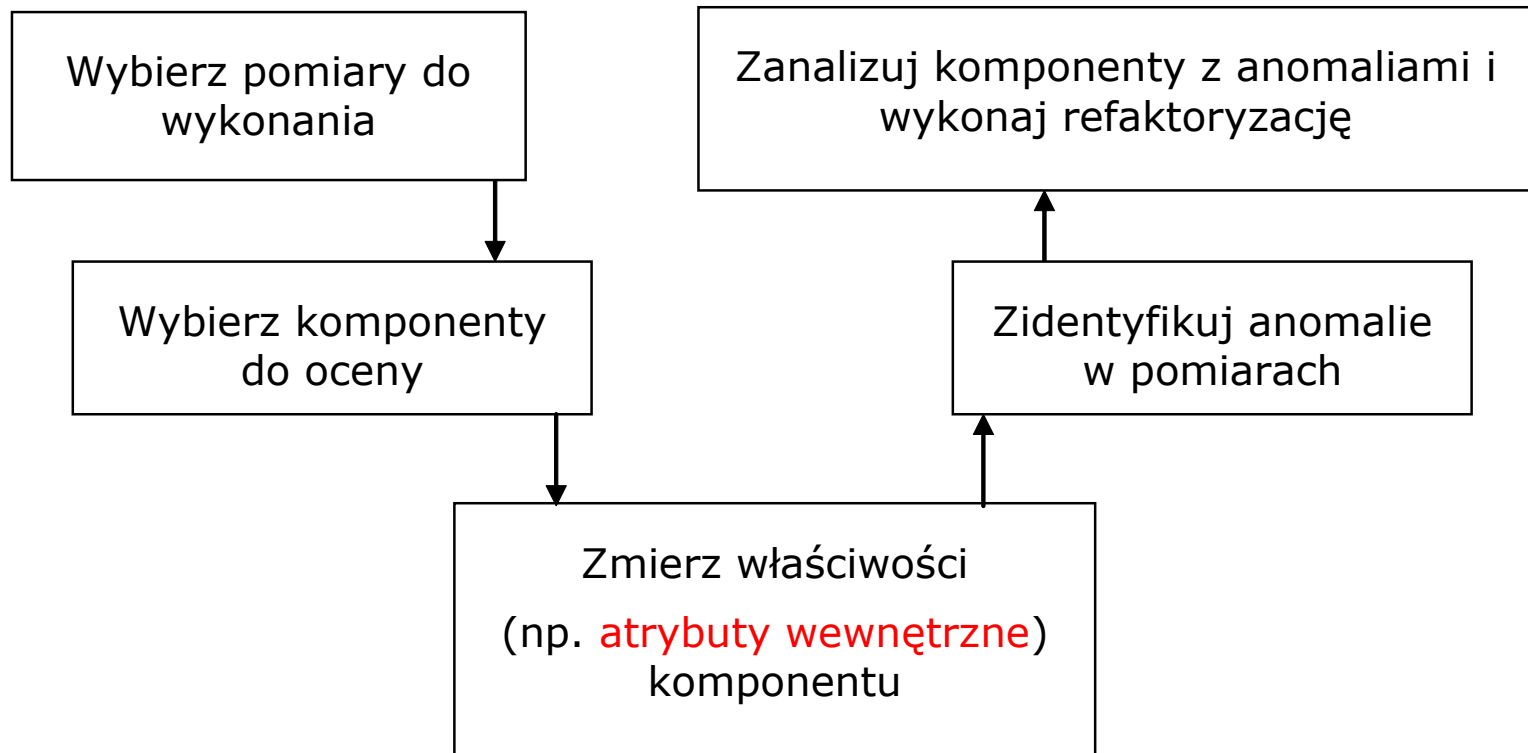 Wybierz pomiary do
wykonania
Zanalizuj komponenty z anomaliami i
wykonaj refaktoryzację
Wybierz komponenty
do oceny
Zidentyfikuj anomalie
w pomiarach
Zmierz właściwości
(np. atrybuty wewnętrzne)
komponentu